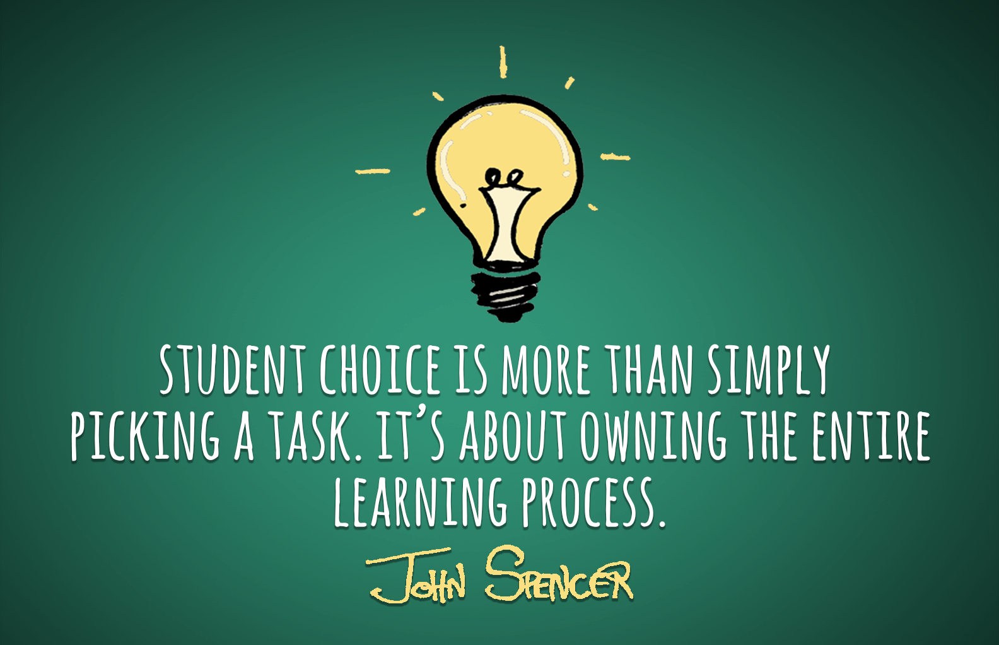 STUDENT CHOICE IS MORE THAN SIMPLY
PICKING A TASK. IT’S ABOUT OWNING THE ENTIRE
LEARNING PROCESS.
JOHN SPENCER